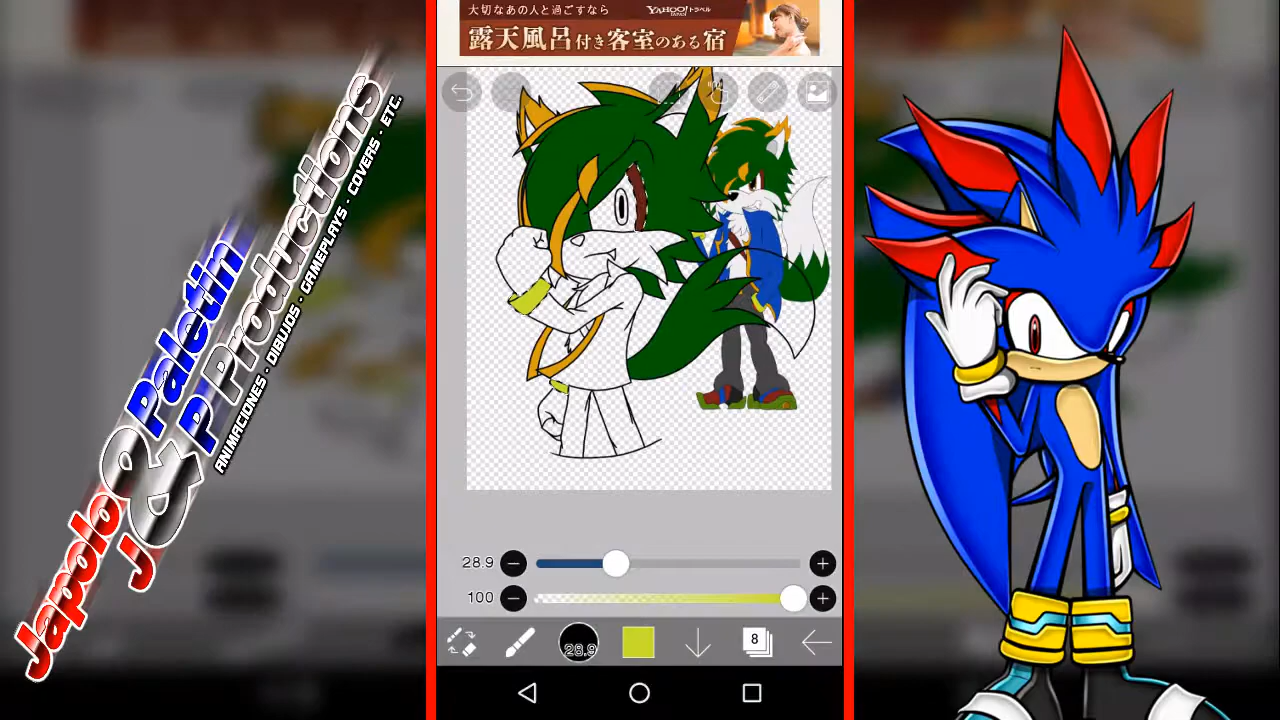 大切なあの人と過ごすなら
YAHOO! トラベル
JAPAN
露天風呂付き客室のある宿
Japolo & Paletin
J & P Productions
ANIMACIONES · DIBUJOS · GAMEPLAYS · COVERS · ETC.
28.9
100
28.9
8